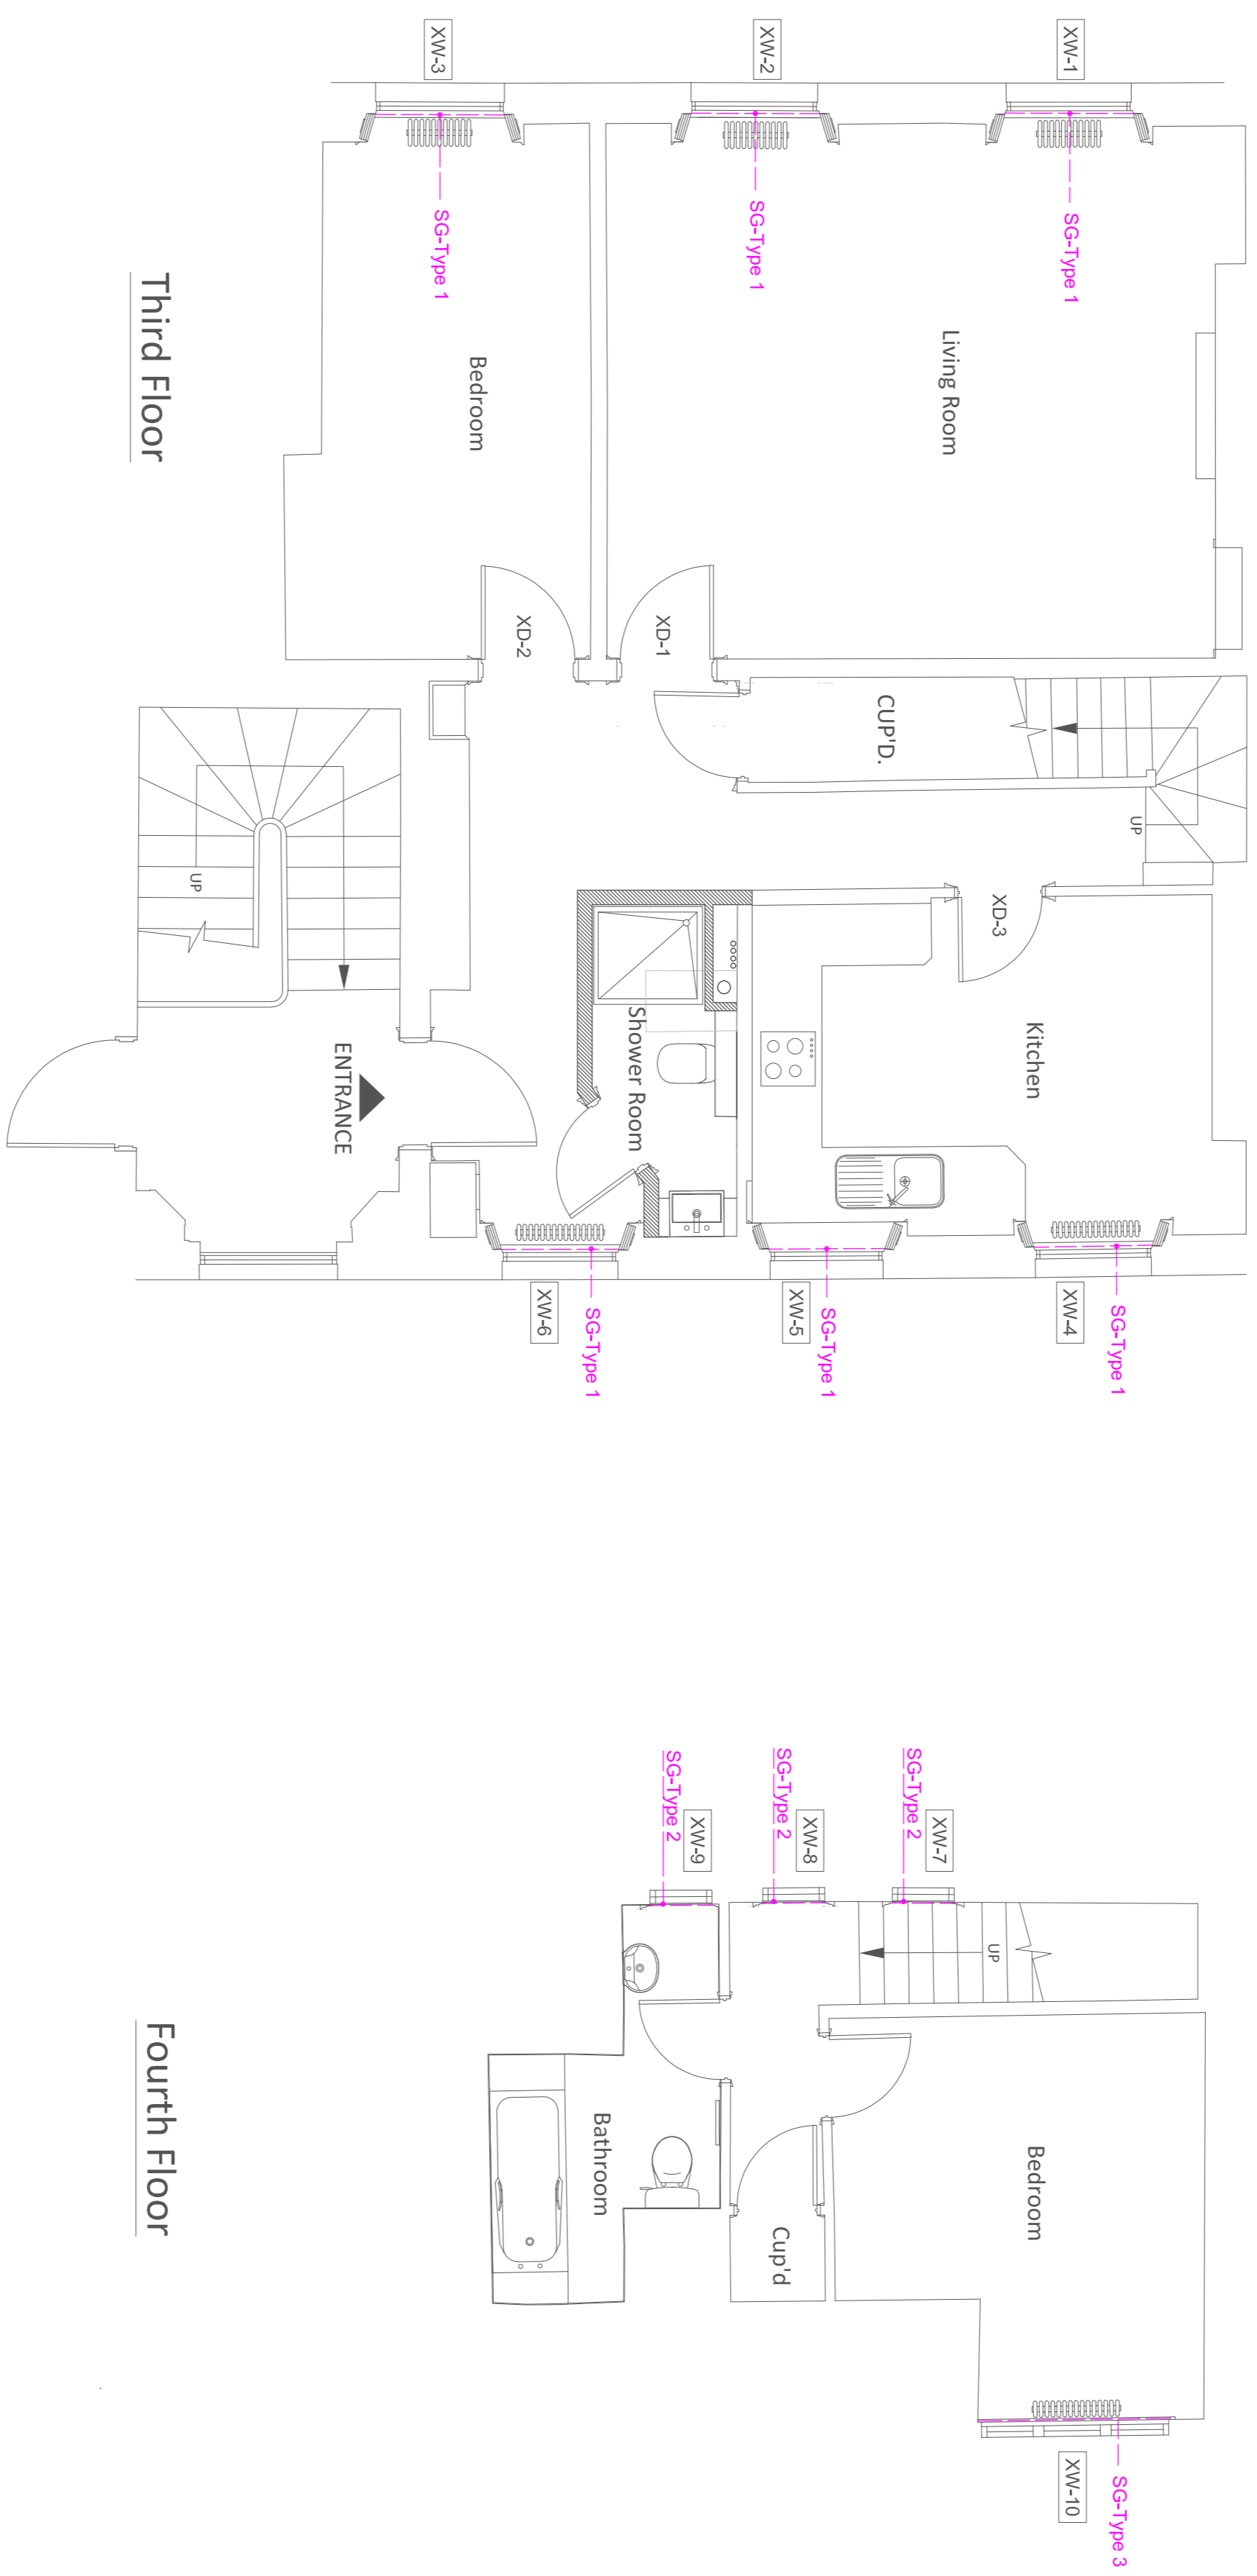 XW-1
XW-2
XW-3
SG-Type 1
SG-Type 1
SG-Type 1
Living Room
Bedroom
Third Floor
XD-1
XD-2
CUP'D.
UP
UP
XD-3
Kitchen
Shower Room
ENTRANCE
XW-4
SG-Type 1
XW-5
SG-Type 1
XW-6
SG-Type 1
SG-Type 2
XW-7
SG-Type 2
XW-8
SG-Type 2
XW-9
UP
Bedroom
Bathroom
Cup'd
Fourth Floor
XW-10
SG-Type 3